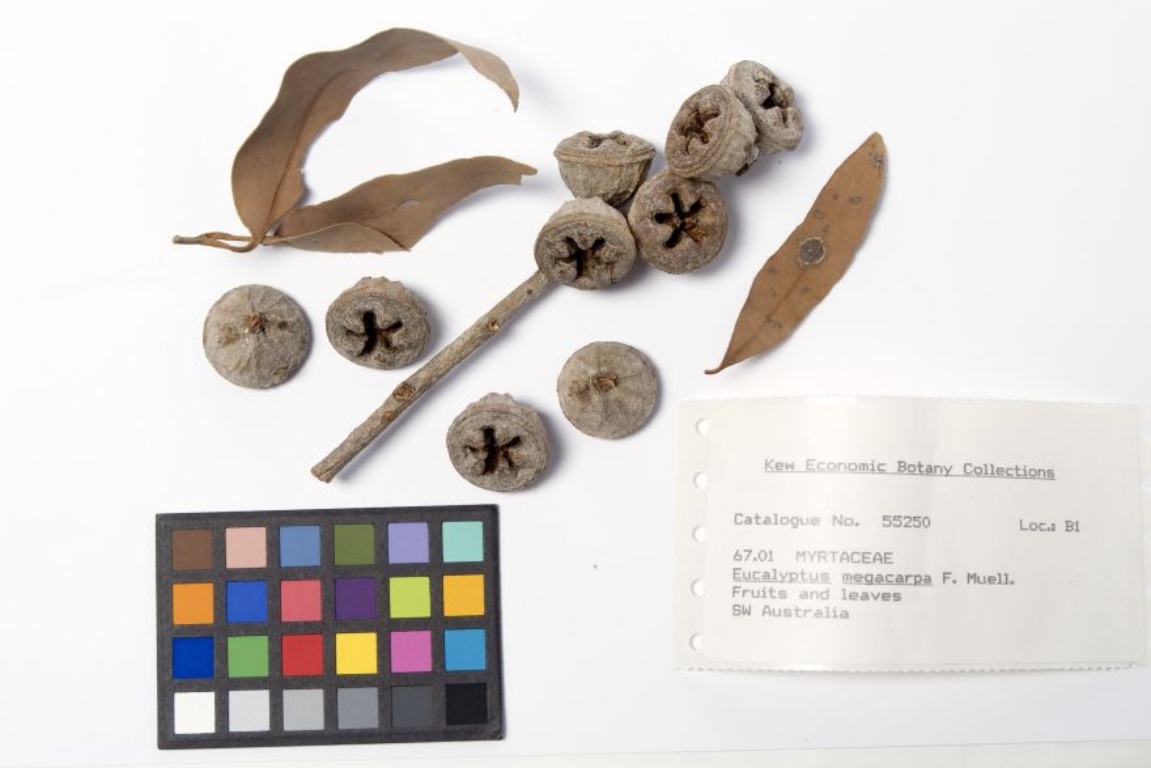 Kew Economic Botany Collections
Catalogue No. 55250 Loc.: B1
67.01 MYRTACEAE
Eucalyptus megacarpa F. Muell.
Fruits and leaves
SW Australia